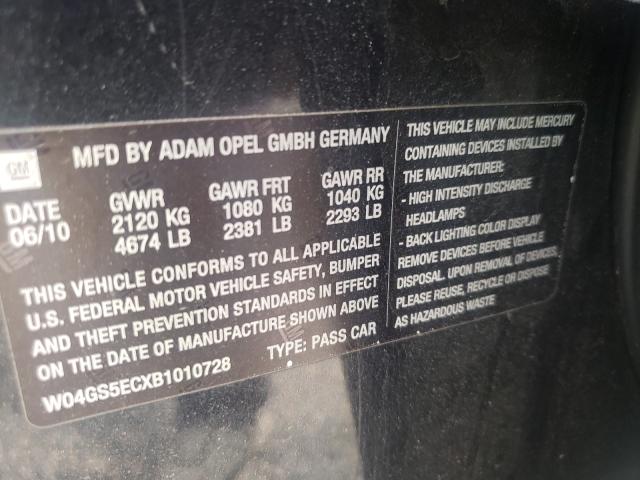 GM
MFD BY ADAM OPEL GMBH GERMANY
DATE
06/10
GVWR
2120 KG
4674 LB
GAWR FRT
1080 KG
2381 LB
GAWR RR
1040 KG
2293 LB
THIS VEHICLE CONFORMS TO ALL APPLICABLE
U.S. FEDERAL MOTOR VEHICLE SAFETY, BUMPER
AND THEFT PREVENTION STANDARDS IN EFFECT
ON THE DATE OF MANUFACTURE SHOWN ABOVE
W04GS5ECXB1010728
TYPE: PASS CAR
THIS VEHICLE MAY INCLUDE MERCURY
CONTAINING DEVICES INSTALLED BY
THE MANUFACTURER:
- HIGH INTENSITY DISCHARGE
HEADLAMPS
- BACK LIGHTING COLOR DISPLAY
REMOVE DEVICES BEFORE VEHICLE
DISPOSAL. UPON REMOVAL OF DEVICES,
PLEASE REUSE, RECYCLE OR DISPOSE
AS HAZARDOUS WASTE